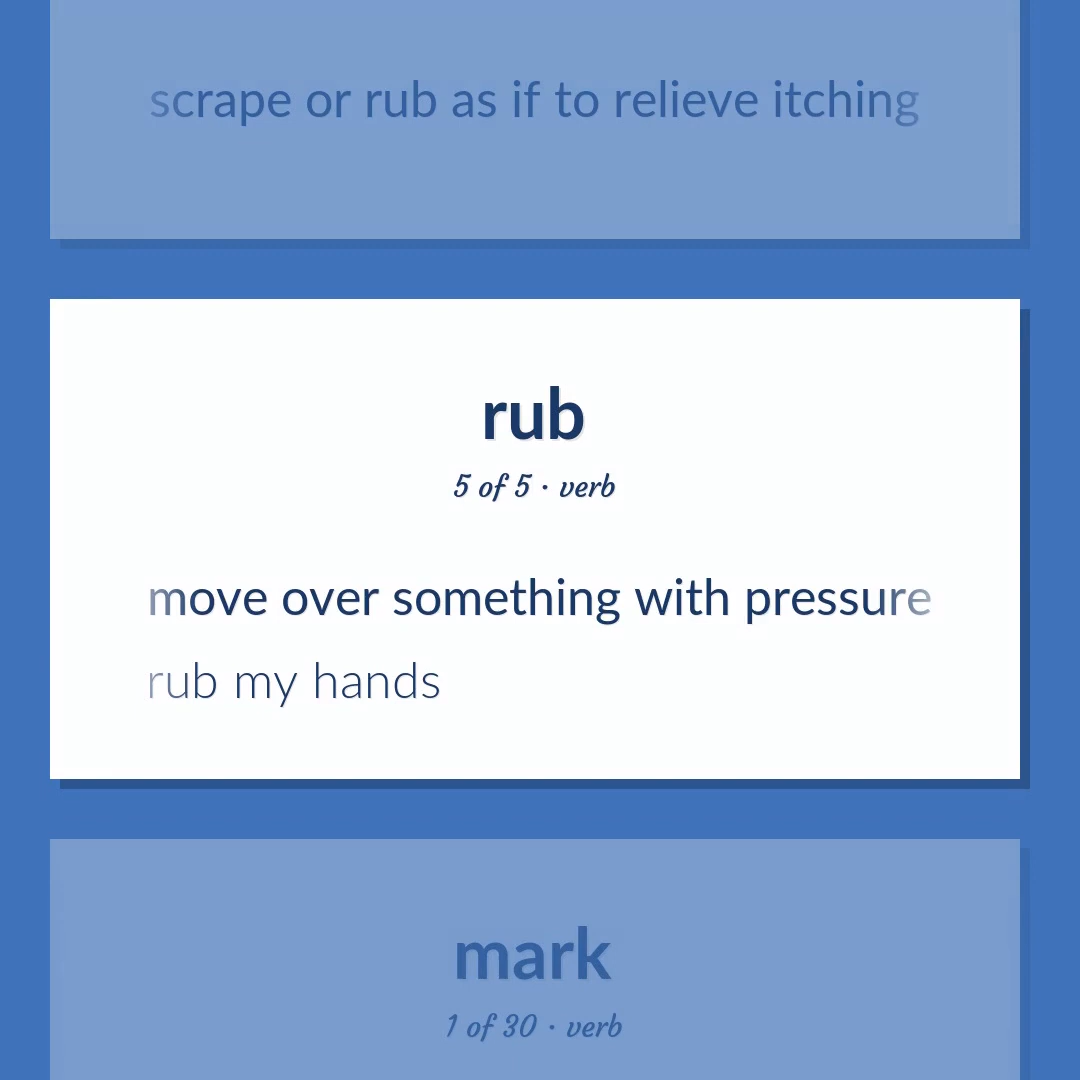 scrape or rub as if to relieve itching
rub
5 of 5 · verb
move over something with pressure
rub my hands
mark
1 of 30 · verb